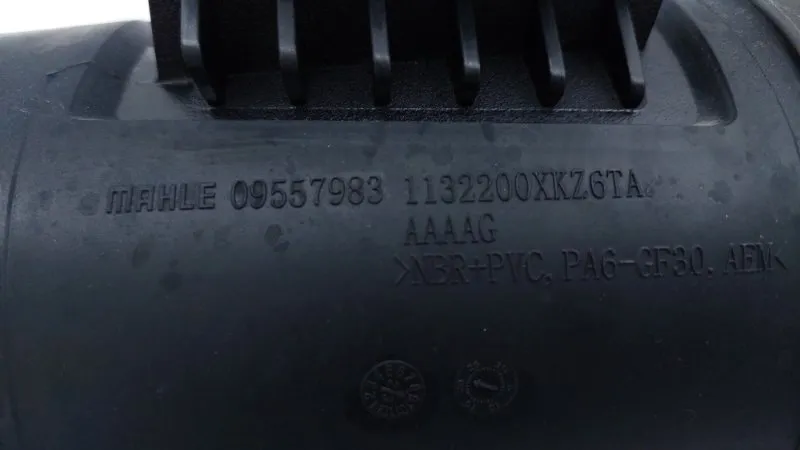 MAHLE 09557983 1132200XKZ6TA
AAAAG
>NBR+PVC, PA6-GF30, AEM<